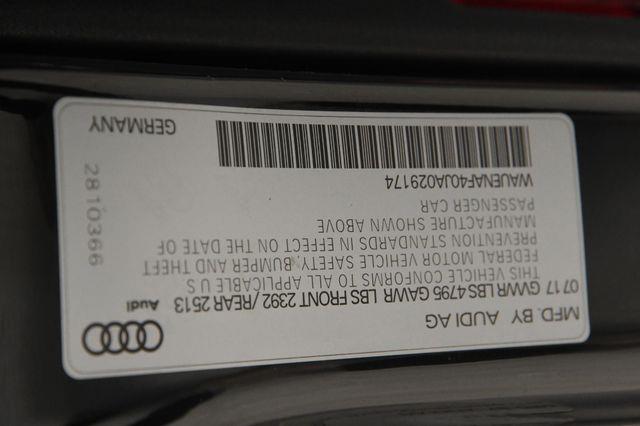 MFD. BY AUDI AG
07 17 GVWR LBS 4795 GAWR LBS FRONT 2392 / REAR 2513
THIS VEHICLE CONFORMS TO ALL APPLICABLE U S
FEDERAL MOTOR VEHICLE SAFETY- BUMPER AND THEFT
PREVENTION STANDARDS IN EFFECT ON THE DATE OF
MANUFACTURE SHOWN ABOVE
PASSENGER CAR
WAUENAF40JA029174
GERMANY
2810366
Audi